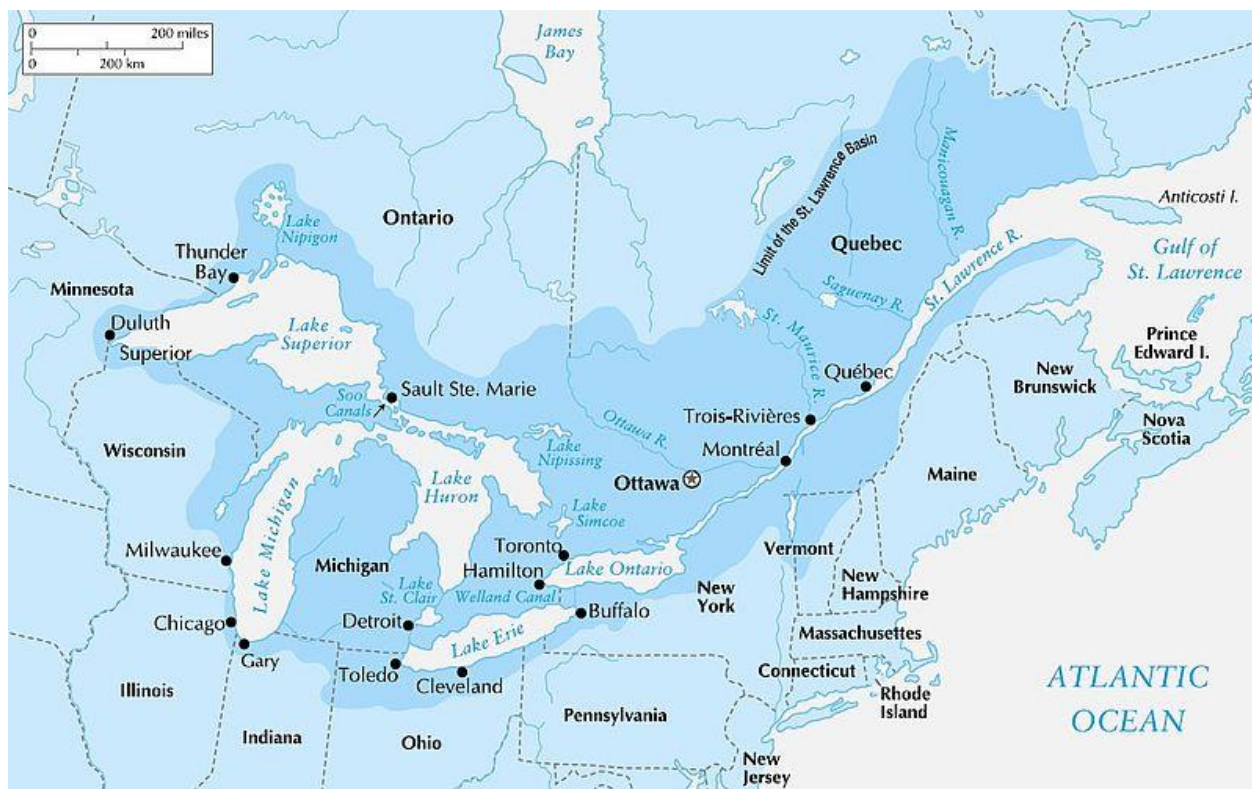 0 200 miles
0 200 km
James
Bay
Manicouagan R.
Limit of the St. Lawrence Basin
Lake
Nipigon
Ontario
Quebec
Anticosti I.
Thunder
Bay
St. Lawrence R.
Gulf of
St. Lawrence
Minnesota
Saguenay R.
St. Maurice R.
Duluth
Superior
Lake
Superior
Prince
Edward I.
New
Brunswick
Québec
Sault Ste. Marie
Soo
Canals
Trois-Rivières
Nova
Scotia
Ottawa R.
Wisconsin
Lake
Nipissing
Montréal
Lake
Huron
Ottawa
Maine
Lake
Simcoe
Milwaukee
Lake Michigan
Michigan
Toronto
Hamilton
Lake Ontario
Vermont
Lake
St. Clair
Welland Canal
New
York
New
Hampshire
Chicago
Detroit
Buffalo
Lake Erie
Massachusetts
Gary
Toledo
Cleveland
Connecticut
Rhode
Island
ATLANTIC
OCEAN
Illinois
Indiana
Ohio
Pennsylvania
New
Jersey